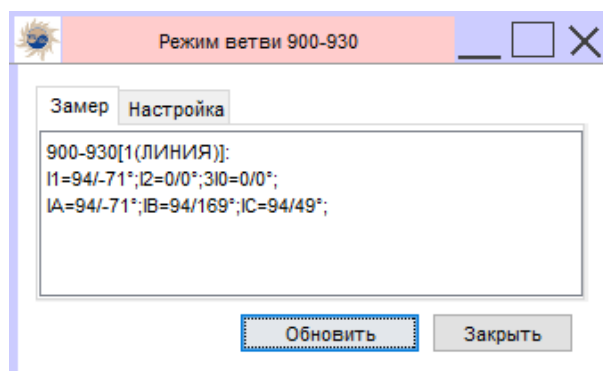 Режим ветви 900-930
Замер
Настройка
900-930[1(ЛИНИЯ)]:
I1=94/-71°;I2=0/0°;3I0=0/0°;
IA=94/-71°;IB=94/169°;IC=94/49°;
Обновить
Закрыть